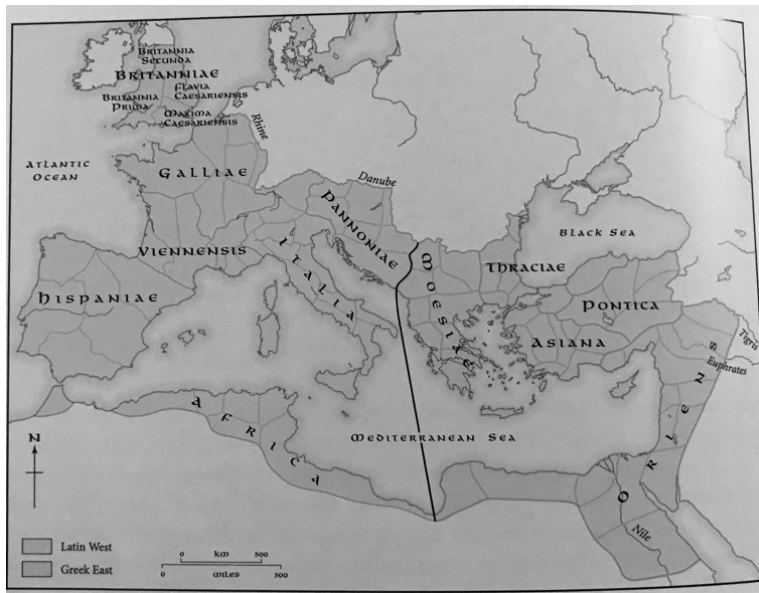 Britannia
Secunda
Britanniae
Flavia
Caesariensis
Britannia
Prima
Maxima
Caesariensis
Rhine
Atlantic
Ocean
Galliae
Danube
Pannoniae
Viennensis
Italia
Hispaniae
Moesiae
Thraciae
Black Sea
Pontica
Asiana
Tigris
Euphrates
Oriens
Africa
Mediterranean Sea
Nile
N
Latin West
Greek East
0 km 500
0 miles 500